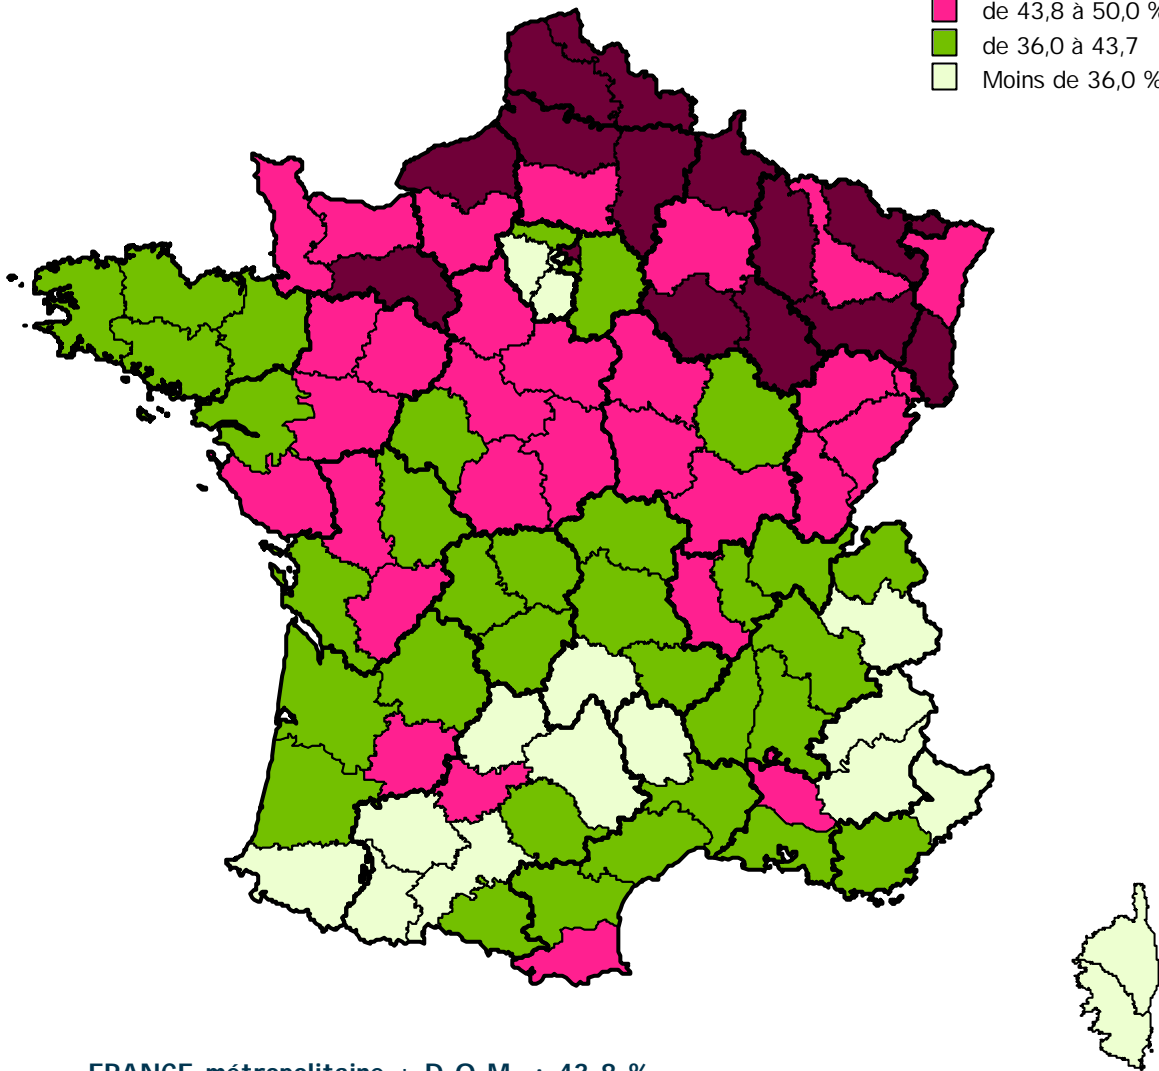 de 43,8 à 50,0 %
de 36,0 à 43,7
Moins de 36,0 %
FRANCE métropolitaine + D.O.M. : 43,8 %